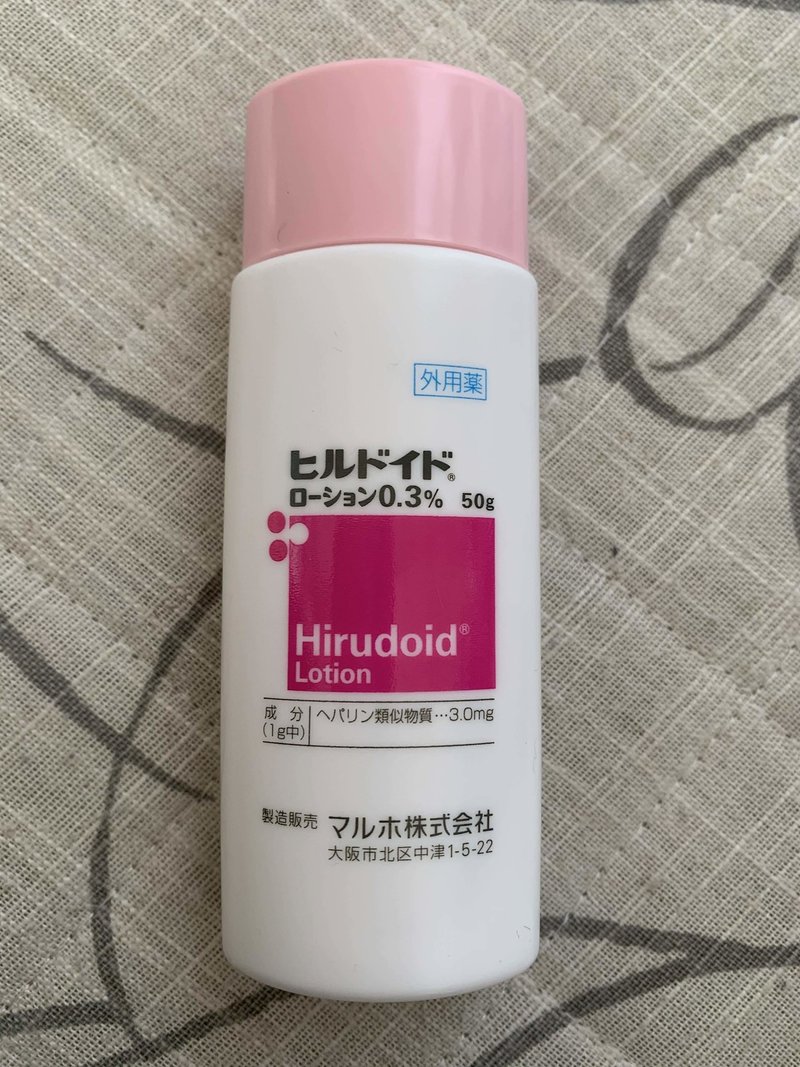 外用薬
ヒルドイド®
ローション0.3% 50g
Hirudoid®
Lotion
成分 ヘパリン類似物質…3.0mg
(1g中)
製造販売 マルホ株式会社
大阪市北区中津1-5-22